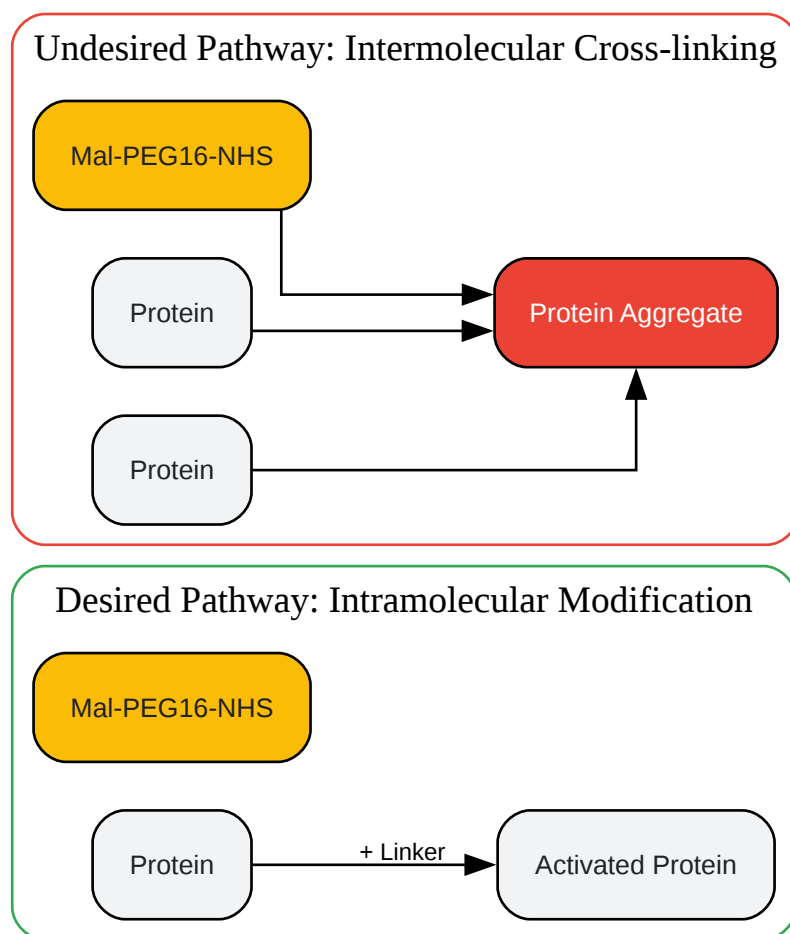 Undesired Pathway: Intermolecular Cross-linking
Mal-PEG16-NHS
Protein
Protein Aggregate
Protein
Desired Pathway: Intramolecular Modification
Mal-PEG16-NHS
Protein
+ Linker
Activated Protein